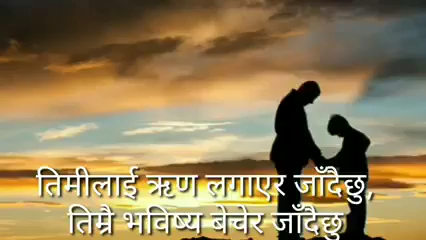 तिमीलाई ऋण लगाएर जाँदैछु,
तिम्रै भविष्य बेचेर जाँदैछु